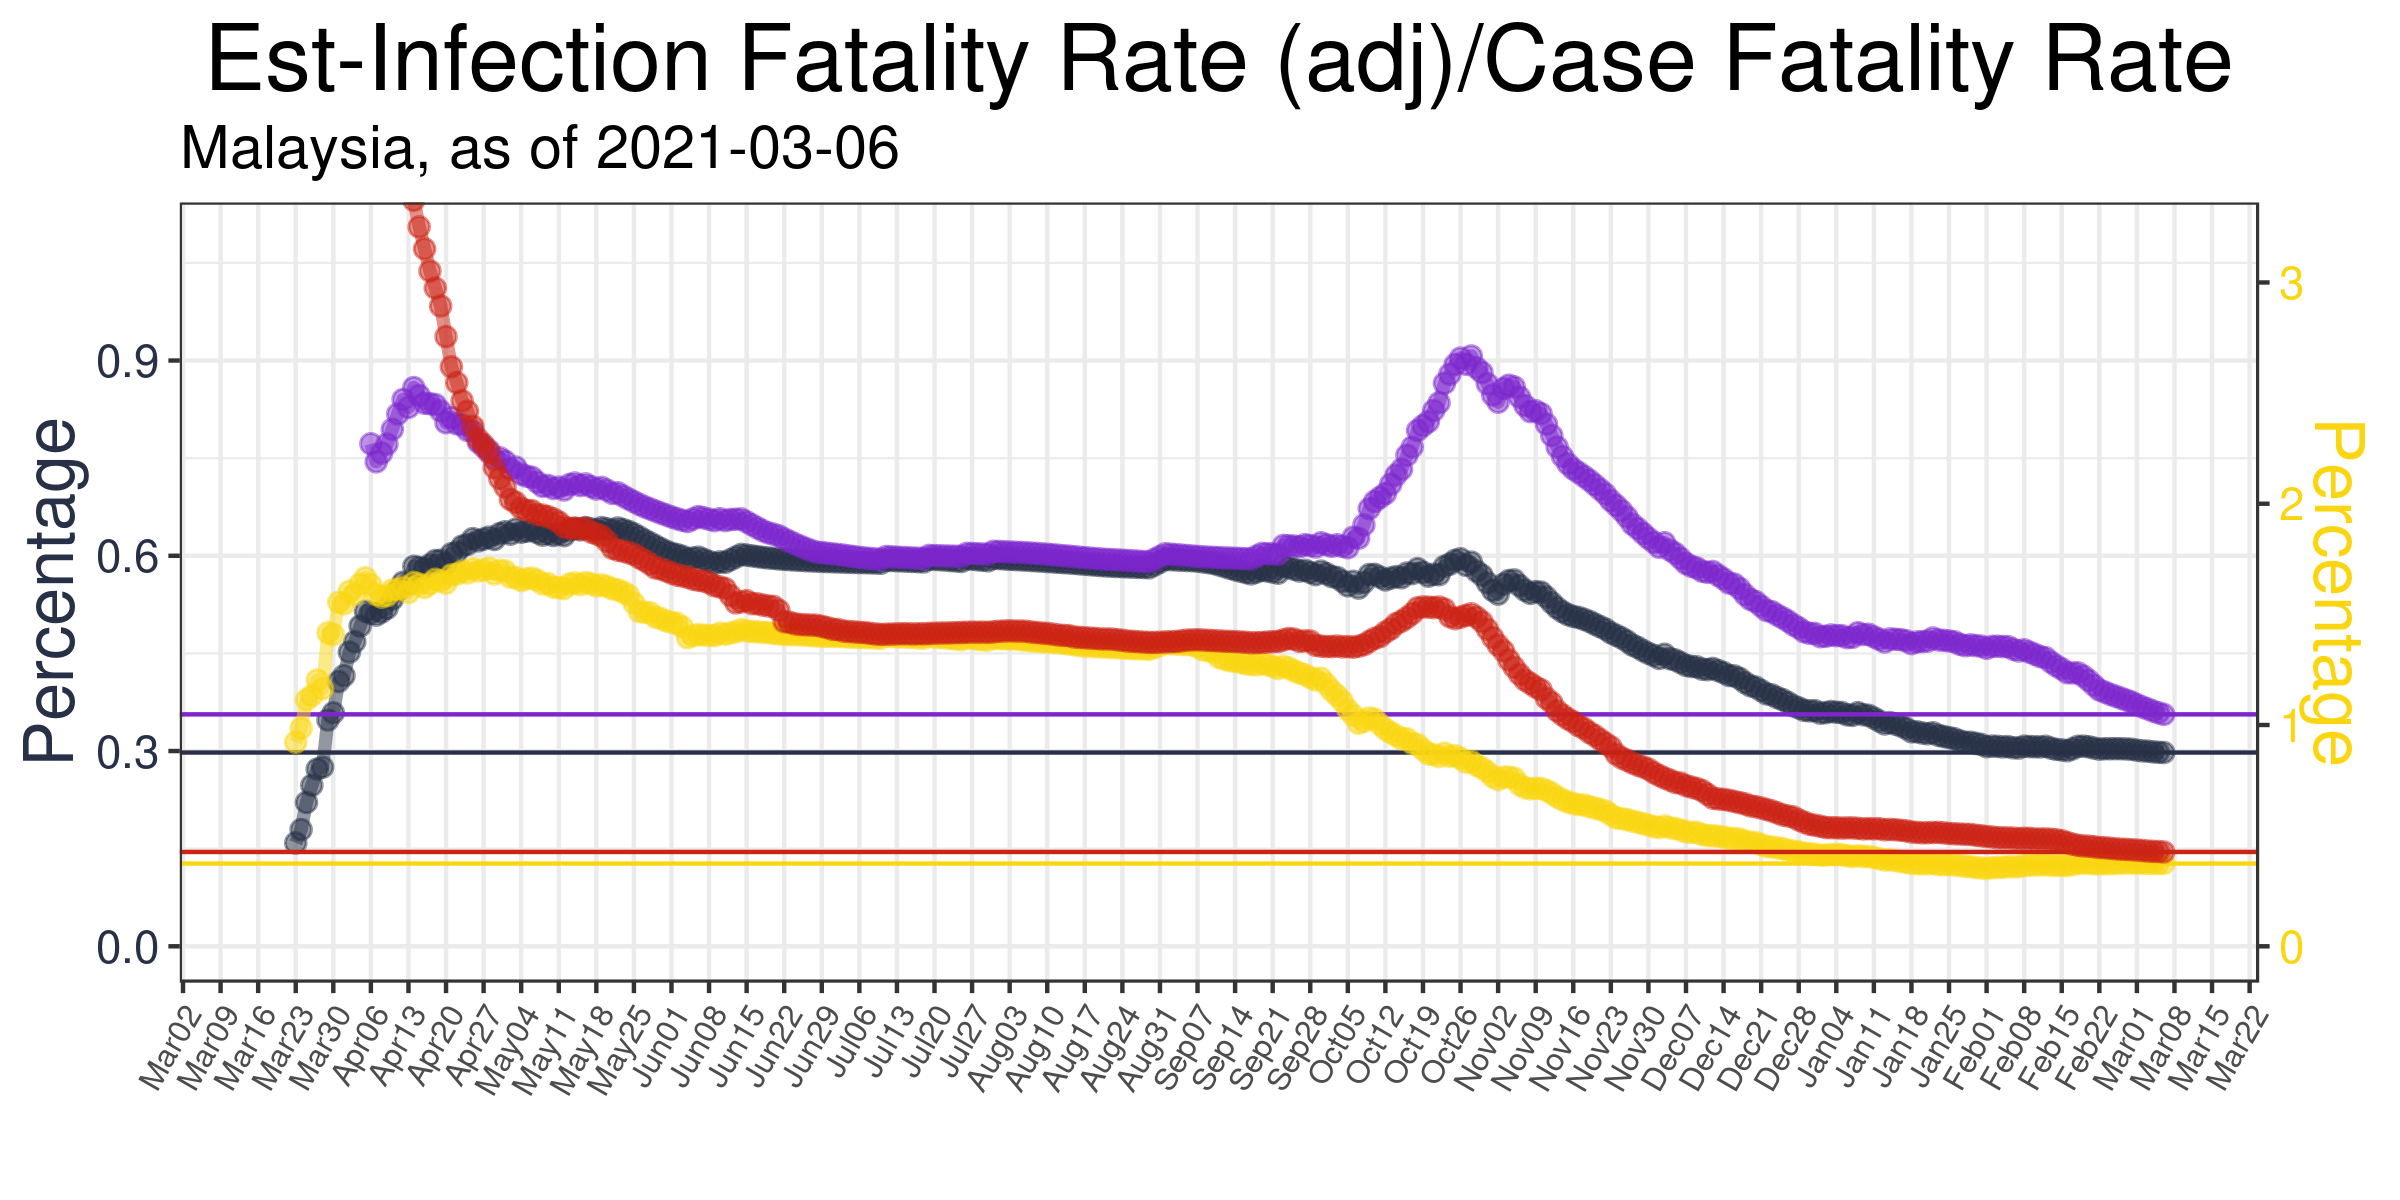 Est-Infection Fatality Rate (adj)/Case Fatality Rate
Malaysia, as of 2021-03-06
Percentage
0.9
0.6
0.3
0.0
3
2
1
0
Percentage
Mar02
Mar09
Mar16
Mar23
Mar30
Apr06
Apr13
Apr20
Apr27
May04
May11
May18
May25
Jun01
Jun08
Jun15
Jun22
Jun29
Jul06
Jul13
Jul20
Jul27
Aug03
Aug10
Aug17
Aug24
Aug31
Sep07
Sep14
Sep21
Sep28
Oct05
Oct12
Oct19
Oct26
Nov02
Nov09
Nov16
Nov23
Nov30
Dec07
Dec14
Dec21
Dec28
Jan04
Jan11
Jan18
Jan25
Feb01
Feb08
Feb15
Feb22
Mar01
Mar08
Mar15
Mar22